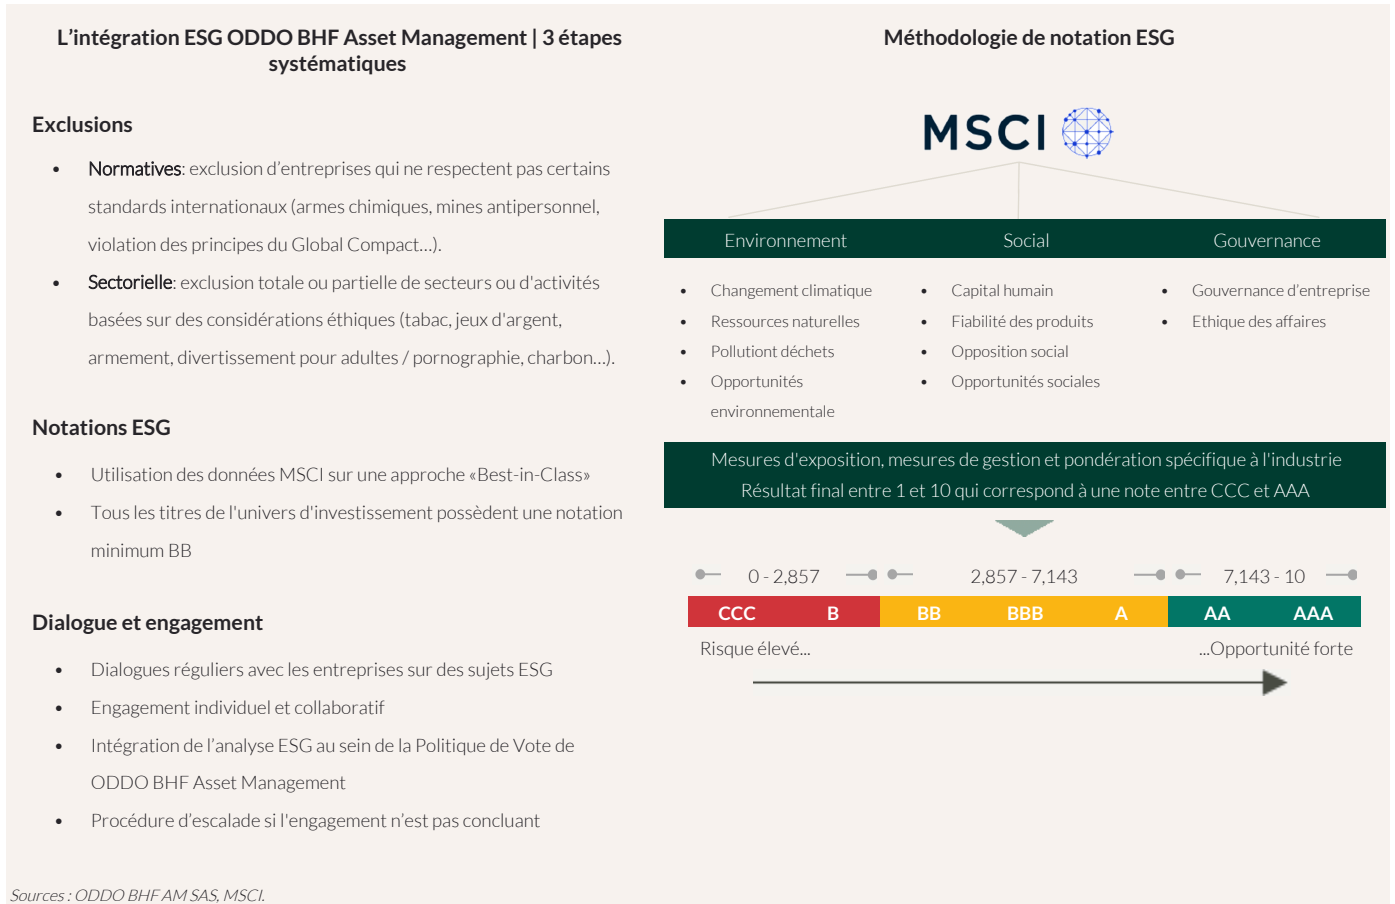 L’intégration ESG ODDO BHF Asset Management | 3 étapes
systématiques
Exclusions
• Normatives: exclusion d’entreprises qui ne respectent pas certains
standards internationaux (armes chimiques, mines antipersonnel,
violation des principes du Global Compact…).
• Sectorielle: exclusion totale ou partielle de secteurs ou d'activités
basées sur des considérations éthiques (tabac, jeux d'argent,
armement, divertissement pour adultes / pornographie, charbon…).
Notations ESG
• Utilisation des données MSCI sur une approche «Best-in-Class»
• Tous les titres de l'univers d'investissement possèdent une notation
minimum BB
Dialogue et engagement
• Dialogues réguliers avec les entreprises sur des sujets ESG
• Engagement individuel et collaboratif
• Intégration de l’analyse ESG au sein de la Politique de Vote de
ODDO BHF Asset Management
• Procédure d’escalade si l'engagement n’est pas concluant
Méthodologie de notation ESG
MSCI
Environnement Social Gouvernance
• Changement climatique
• Ressources naturelles
• Pollutiont déchets
• Opportunités
environnementale
• Capital humain
• Fiabilité des produits
• Opposition social
• Opportunités sociales
• Gouvernance d’entreprise
• Ethique des affaires
Mesures d'exposition, mesures de gestion et pondération spécifique à l'industrie
Résultat final entre 1 et 10 qui correspond à une note entre CCC et AAA
0 - 2,857 2,857 - 7,143 7,143 - 10
CCC B BB BBB A AA AAA
Risque élevé... ...Opportunité forte
Sources : ODDO BHF AM SAS, MSCI.